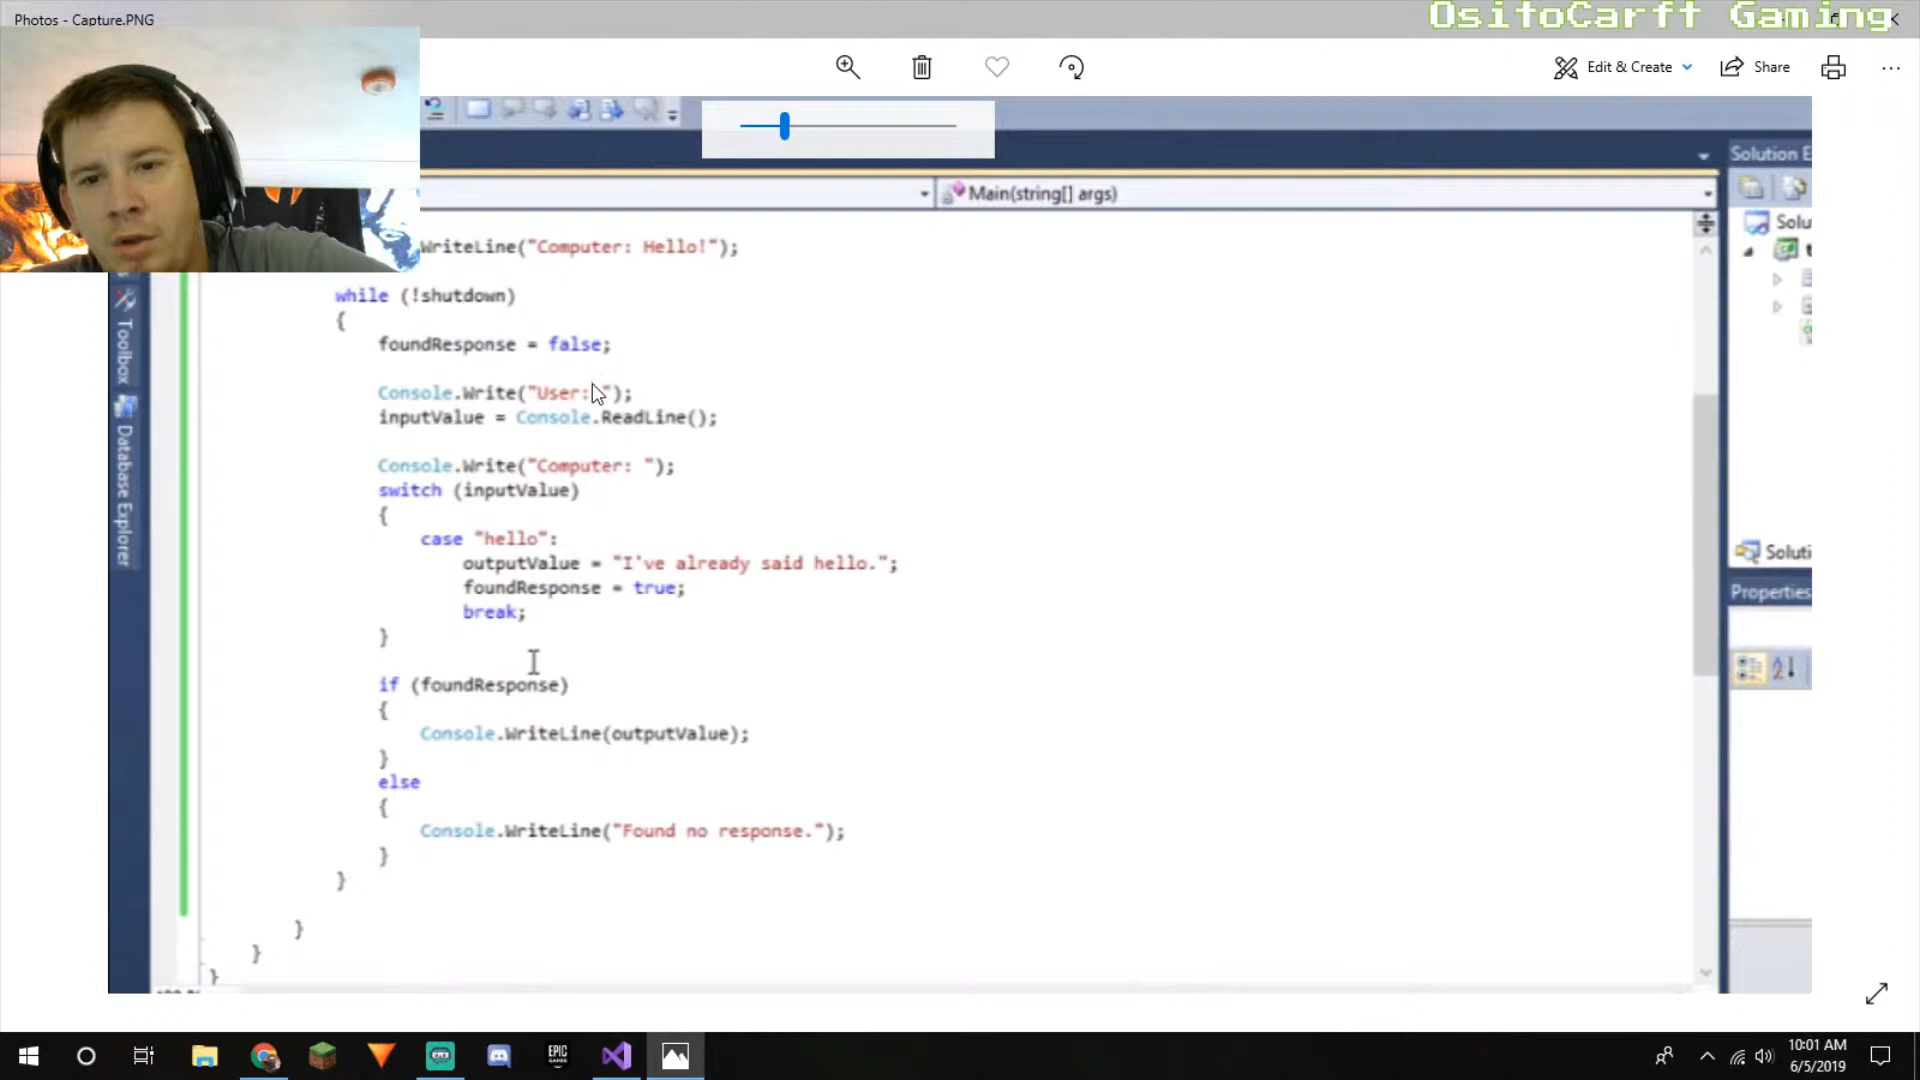 Photos - Capture.PNG
OsitoCarft Gaming
Edit & Create
Share
Solution E
Main(string[] args)
Solu
WriteLine("Computer: Hello!");
while (!shutdown)
{
foundResponse = false;
Toolbox
Console.Write("User: ");
inputValue = Console.ReadLine();
Database Explorer
Console.Write("Computer: ");
switch (inputValue)
{
case "hello":
outputValue = "I've already said hello.";
Soluti
foundResponse = true;
Properties
break;
}
if (foundResponse)
{
Console.WriteLine(outputValue);
}
else
{
Console.WriteLine("Found no response.");
}
}
}
}
}
EPIC
GAMES
10:01 AM
6/5/2019